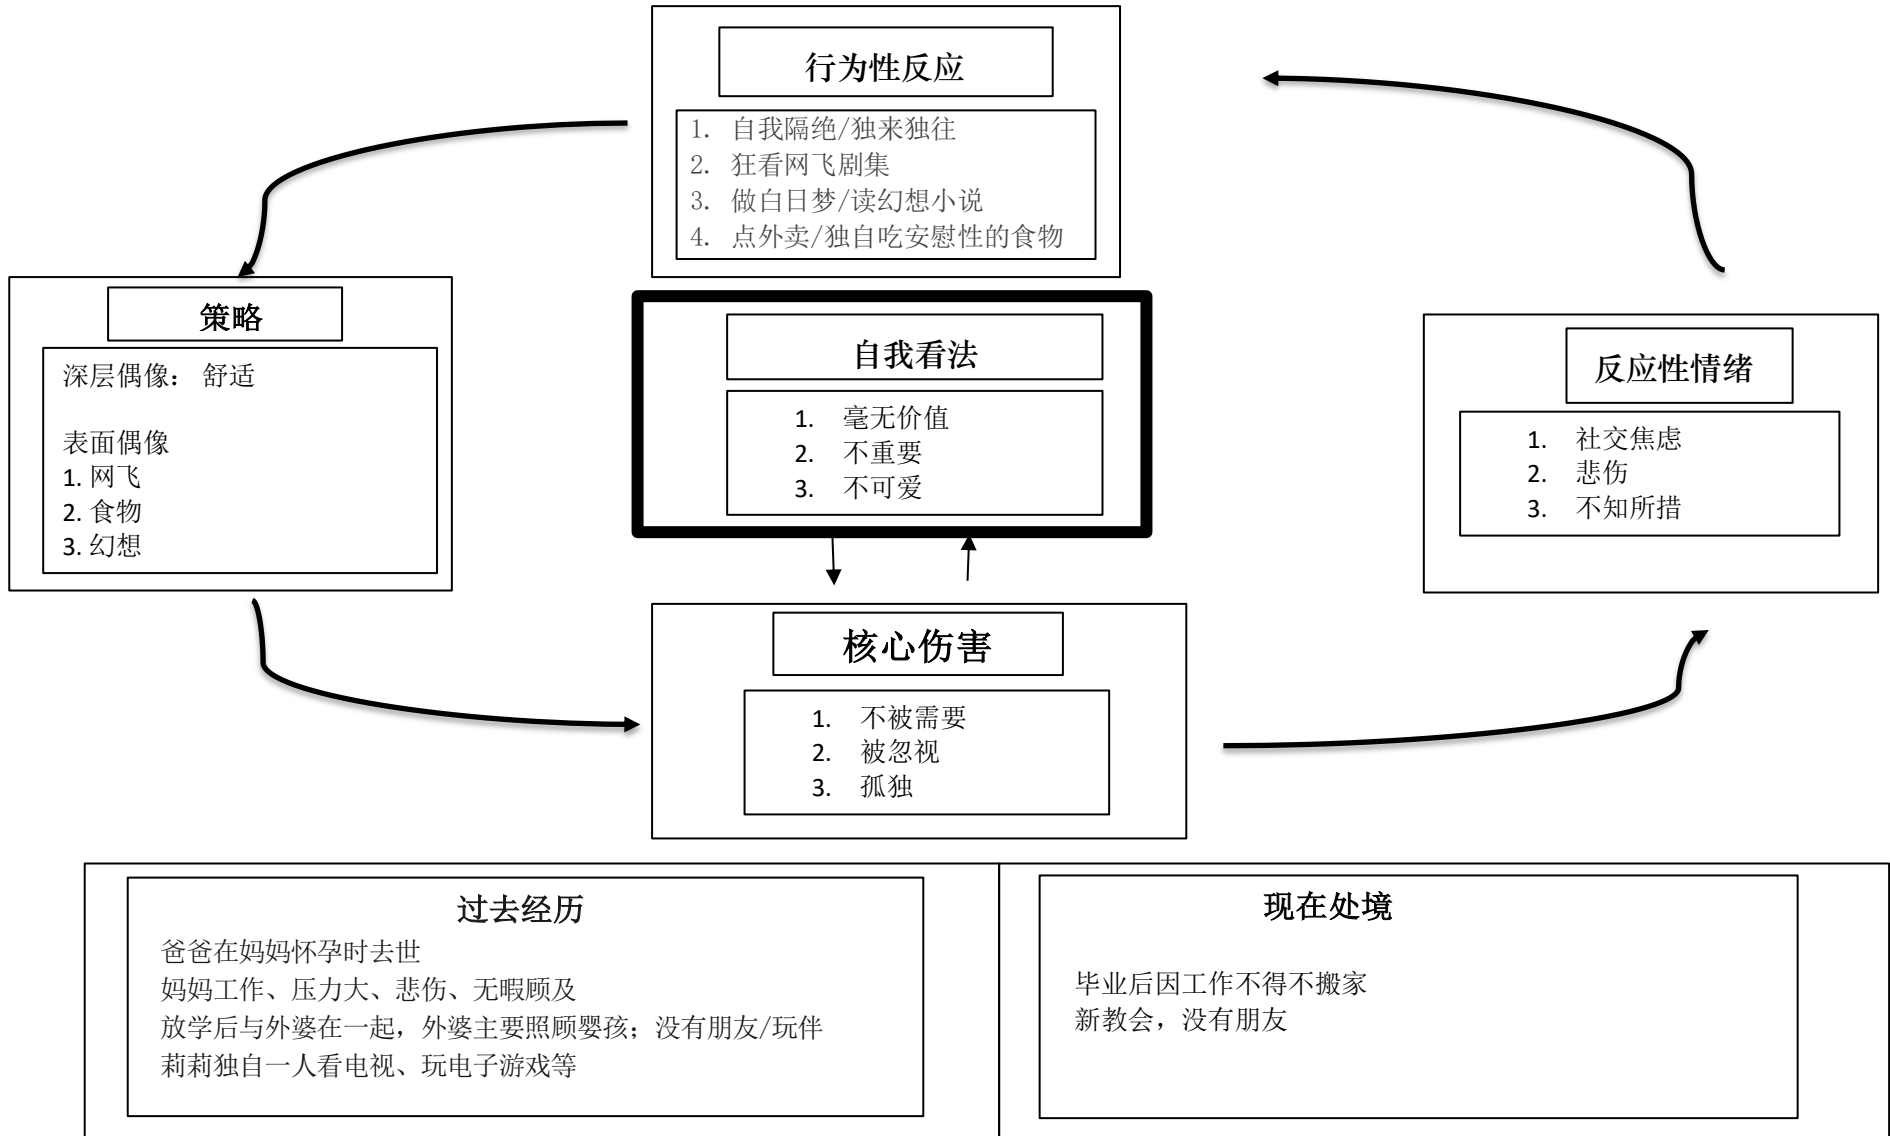 行为性反应
1. 自我隔绝/独来独往
2. 狂看网飞剧集
3. 做白日梦/读幻想小说
4. 点外卖/独自吃安慰性的食物
策略
深层偶像： 舒适
表面偶像
1. 网飞
2. 食物
3. 幻想
自我看法
1. 毫无价值
2. 不重要
3. 不可爱
反应性情绪
1. 社交焦虑
2. 悲伤
3. 不知所措
核心伤害
1. 不被需要
2. 被忽视
3. 孤独
过去经历
爸爸在妈妈怀孕时去世
妈妈工作、压力大、悲伤、无暇顾及
放学后与外婆在一起，外婆主要照顾婴孩；没有朋友/玩伴
莉莉独自一人看电视、玩电子游戏等
现在处境
毕业后因工作不得不搬家
新教会，没有朋友